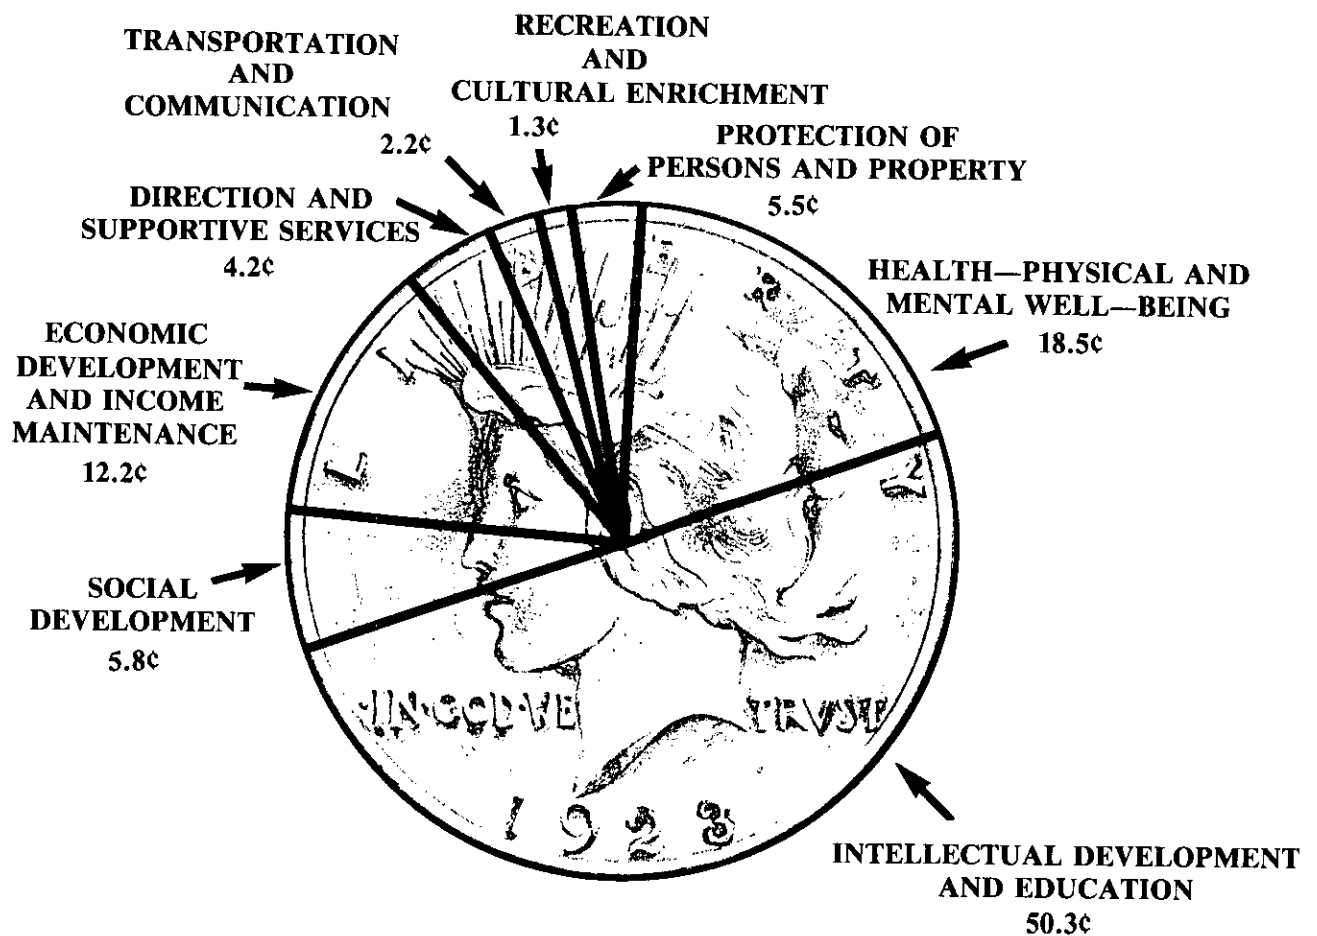 TRANSPORTATION
AND
COMMUNICATION
2.2¢
RECREATION
AND
CULTURAL ENRICHMENT
1.3¢
PROTECTION OF
PERSONS AND PROPERTY
5.5¢
DIRECTION AND
SUPPORTIVE SERVICES
4.2¢
HEALTH—PHYSICAL AND
MENTAL WELL—BEING
18.5¢
ECONOMIC
DEVELOPMENT
AND INCOME
MAINTENANCE
12.2¢
SOCIAL
DEVELOPMENT
5.8¢
IN·GOD·WE TRVST
1928
INTELLECTUAL DEVELOPMENT
AND EDUCATION
50.3¢